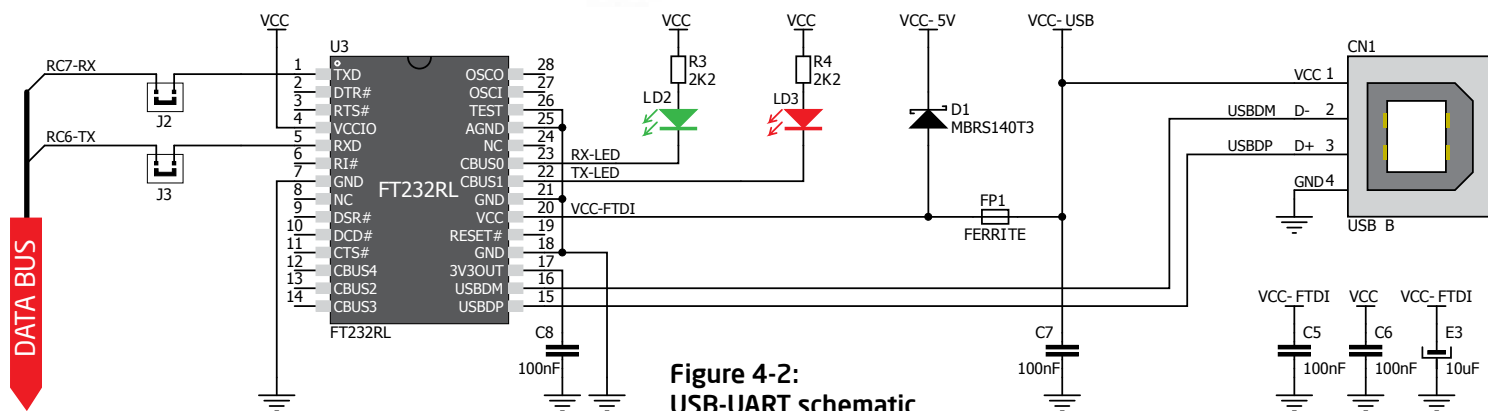 VCC
VCC
VCC
VCC-5V
VCC-USB
U3
CN1
RC7-RX
J2
RC6-TX
J3
DATA BUS
1 TXD
2 DTR#
3 RTS#
4 VCCIO
5 RXD
6 RI#
7 GND
8 NC
9 DSR#
10 DCD#
11 CTS#
12 CBUS4
13 CBUS2
14 CBUS3
FT232RL
OSCO 28
OSCI 27
TEST 26
AGND 25
NC 24
CBUS0 23 RX-LED
CBUS1 22 TX-LED
GND 21
VCC 20 VCC-FTDI
RESET# 19
GND 18
3V3OUT 17
USBDM 16
USBDP 15
FT232RL
R3
2K2
LD2
R4
2K2
LD3
D1
MBRS140T3
FP1
FERRITE
VCC 1
USBDM D- 2
USBDP D+ 3
GND 4
USB B
C8
100nF
C7
100nF
VCC-FTDI
C5
100nF
VCC
C6
100nF
VCC-FTDI
E3
10uF
Figure 4-2:
USB-UART schematic